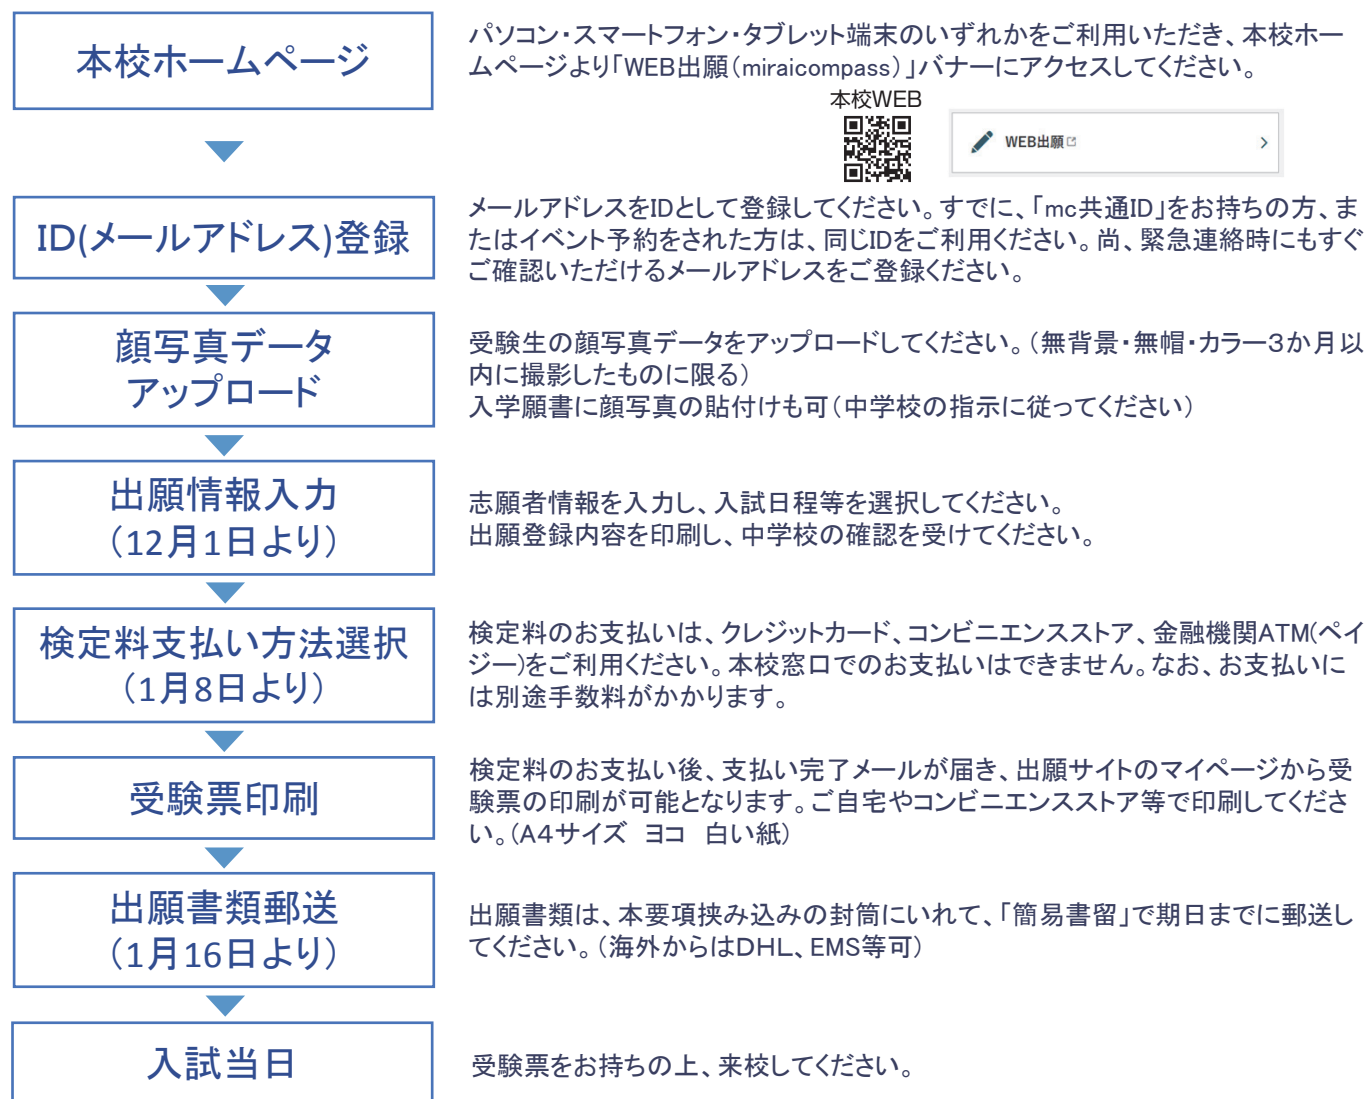 本校ホームページ
パソコン・スマートフォン・タブレット端末のいずれかをご利用いただき、本校ホー
ムページより「WEB出願（miraicompass）」バナーにアクセスしてください。
本校WEB
WEB出願
ID(メールアドレス)登録
メールアドレスをIDとして登録してください。すでに、「mc共通ID」をお持ちの方、ま
たはイベント予約をされた方は、同じIDをご利用ください。尚、緊急連絡時にもすぐ
ご確認いただけるメールアドレスをご登録ください。
顔写真データ
アップロード
受験生の顔写真データをアップロードしてください。（無背景・無帽・カラー３か月以
内に撮影したものに限る）
入学願書に顔写真の貼付けも可（中学校の指示に従ってください）
出願情報入力
（12月1日より）
志願者情報を入力し、入試日程等を選択してください。
出願登録内容を印刷し、中学校の確認を受けてください。
検定料支払い方法選択
（1月8日より）
検定料のお支払いは、クレジットカード、コンビニエンスストア、金融機関ATM(ペイ
ジー)をご利用ください。本校窓口でのお支払いはできません。なお、お支払いに
は別途手数料がかかります。
受験票印刷
検定料のお支払い後、支払い完了メールが届き、出願サイトのマイページから受
験票の印刷が可能となります。ご自宅やコンビニエンスストア等で印刷してくださ
い。（A４サイズ　ヨコ　白い紙）
出願書類郵送
（1月16日より）
出願書類は、本要項挟み込みの封筒にいれて、「簡易書留」で期日までに郵送し
てください。（海外からはDHL、EMS等可）
入試当日
受験票をお持ちの上、来校してください。